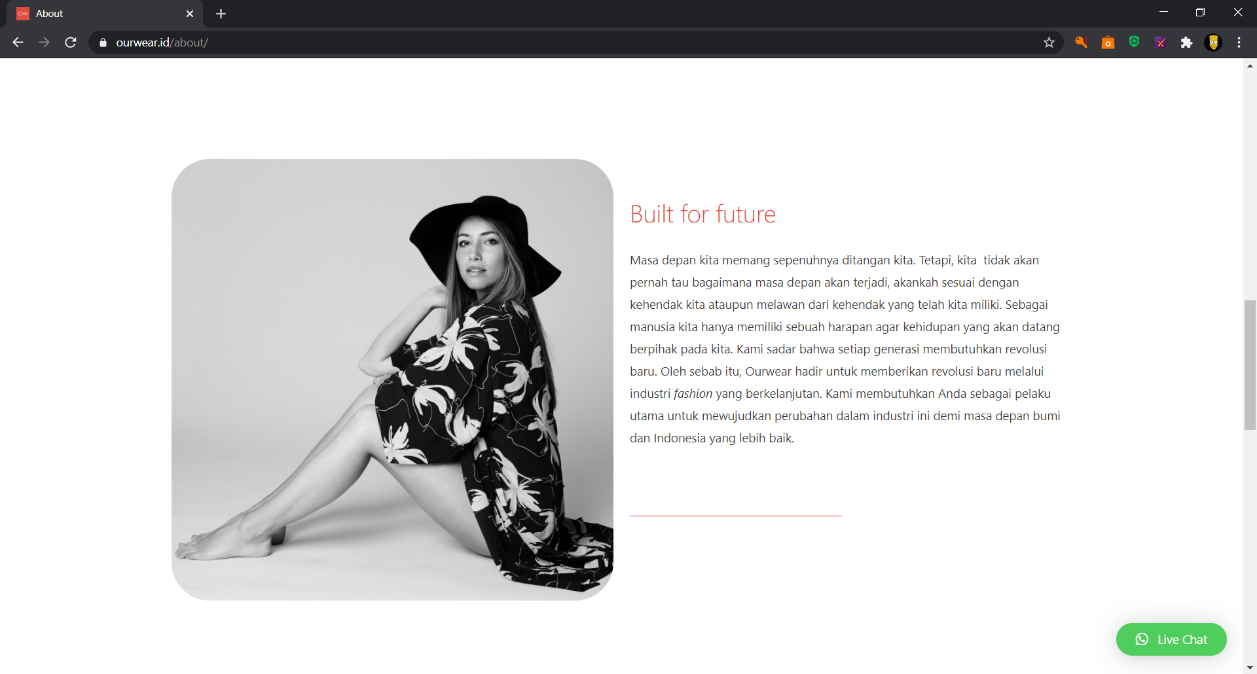 OW About
ourwear.id/about/
Built for future
Masa depan kita memang sepenuhnya ditangan kita. Tetapi, kita tidak akan
pernah tau bagaimana masa depan akan terjadi, akankah sesuai dengan
kehendak kita ataupun melawan dari kehendak yang telah kita miliki. Sebagai
manusia kita hanya memiliki sebuah harapan agar kehidupan yang akan datang
berpihak pada kita. Kami sadar bahwa setiap generasi membutuhkan revolusi
baru. Oleh sebab itu, Ourwear hadir untuk memberikan revolusi baru melalui
industri fashion yang berkelanjutan. Kami membutuhkan Anda sebagai pelaku
utama untuk mewujudkan perubahan dalam industri ini demi masa depan bumi
dan Indonesia yang lebih baik.
Live Chat